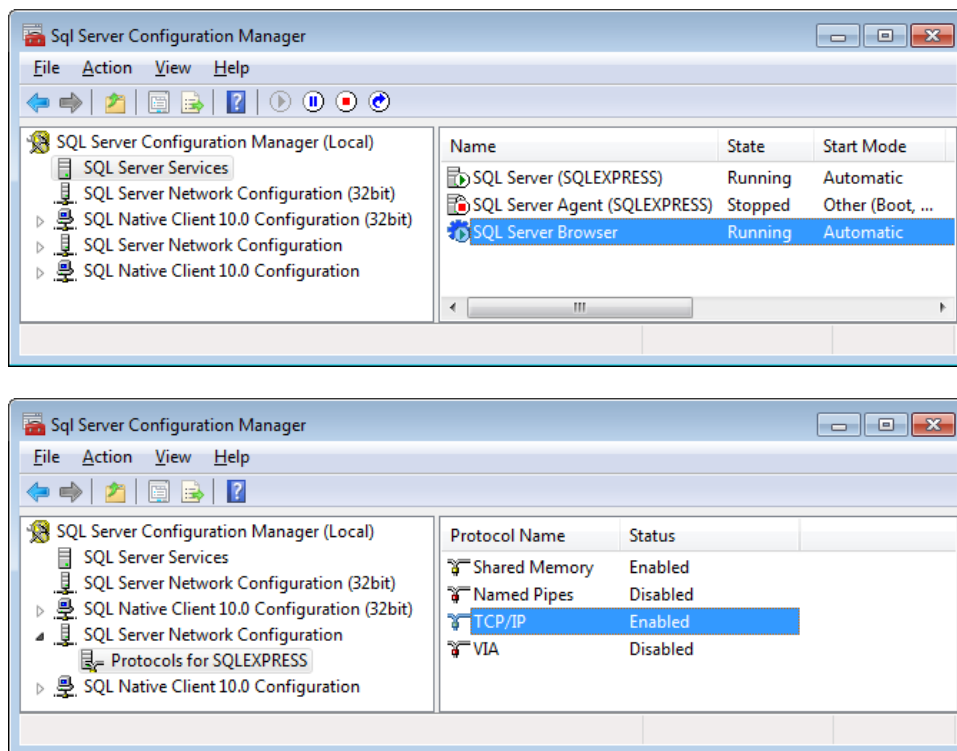 Sql Server Configuration Manager
File Action View Help
SQL Server Configuration Manager (Local)
SQL Server Services
SQL Server Network Configuration (32bit)
SQL Native Client 10.0 Configuration (32bit)
SQL Server Network Configuration
SQL Native Client 10.0 Configuration
Name State Start Mode
SQL Server (SQLEXPRESS) Running Automatic
SQL Server Agent (SQLEXPRESS) Stopped Other (Boot, ...
SQL Server Browser Running Automatic
Sql Server Configuration Manager
File Action View Help
SQL Server Configuration Manager (Local)
SQL Server Services
SQL Server Network Configuration (32bit)
SQL Native Client 10.0 Configuration (32bit)
SQL Server Network Configuration
Protocols for SQLEXPRESS
SQL Native Client 10.0 Configuration
Protocol Name Status
Shared Memory Enabled
Named Pipes Disabled
TCP/IP Enabled
VIA Disabled